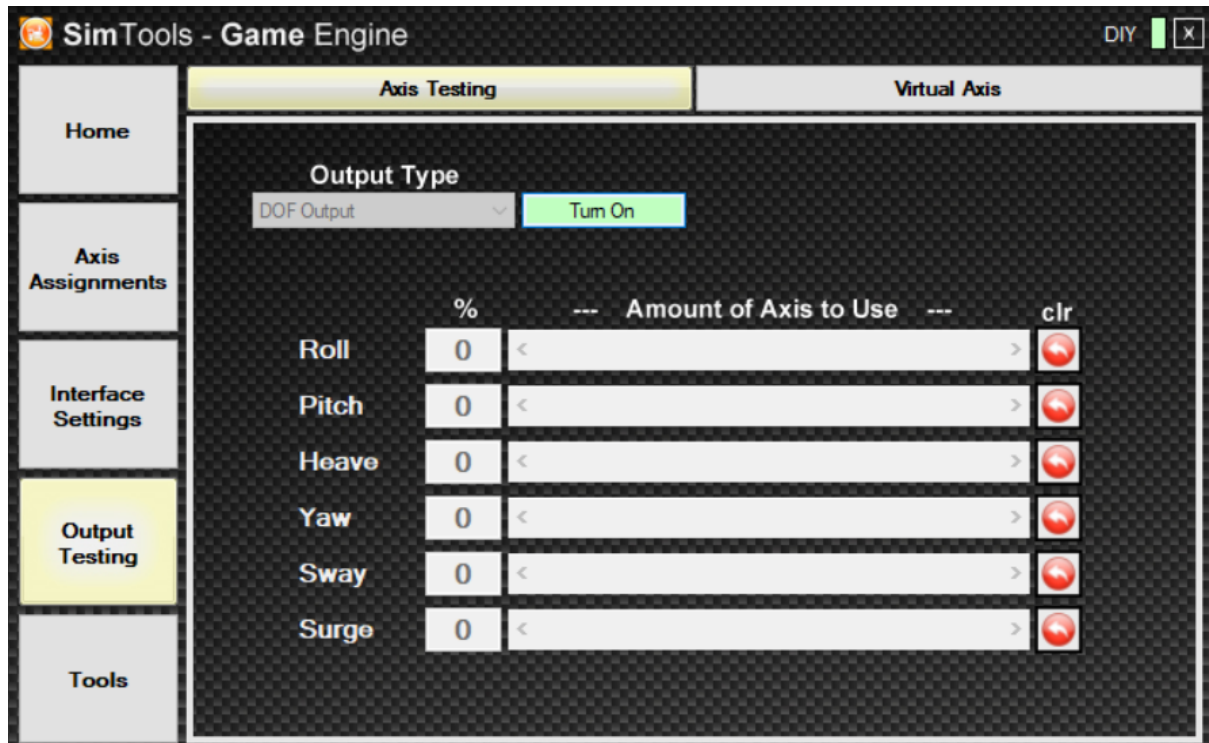 SimTools - Game Engine
DIY
X
Home
Axis
Assignments
Interface
Settings
Output
Testing
Tools
Axis Testing
Virtual Axis
Output Type
DOF Output
Turn On
% --- Amount of Axis to Use --- clr
Roll 0 < >
Pitch 0 < >
Heave 0 < >
Yaw 0 < >
Sway 0 < >
Surge 0 < >